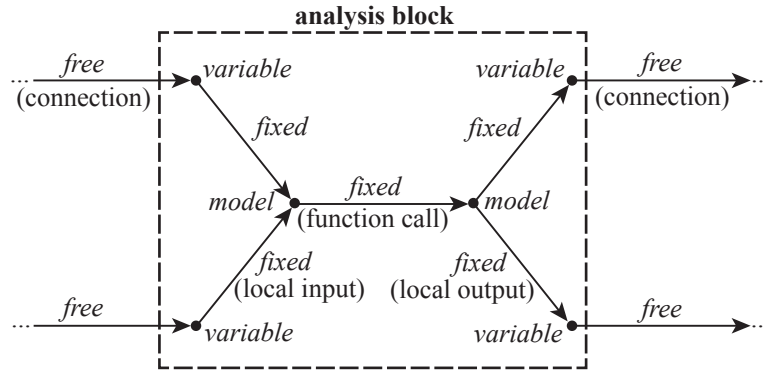 analysis block
... free variable variable free ...
(connection) (connection)
fixed fixed
model fixed model
(function call)
fixed fixed
(local input) (local output)
... free free ...
variable variable